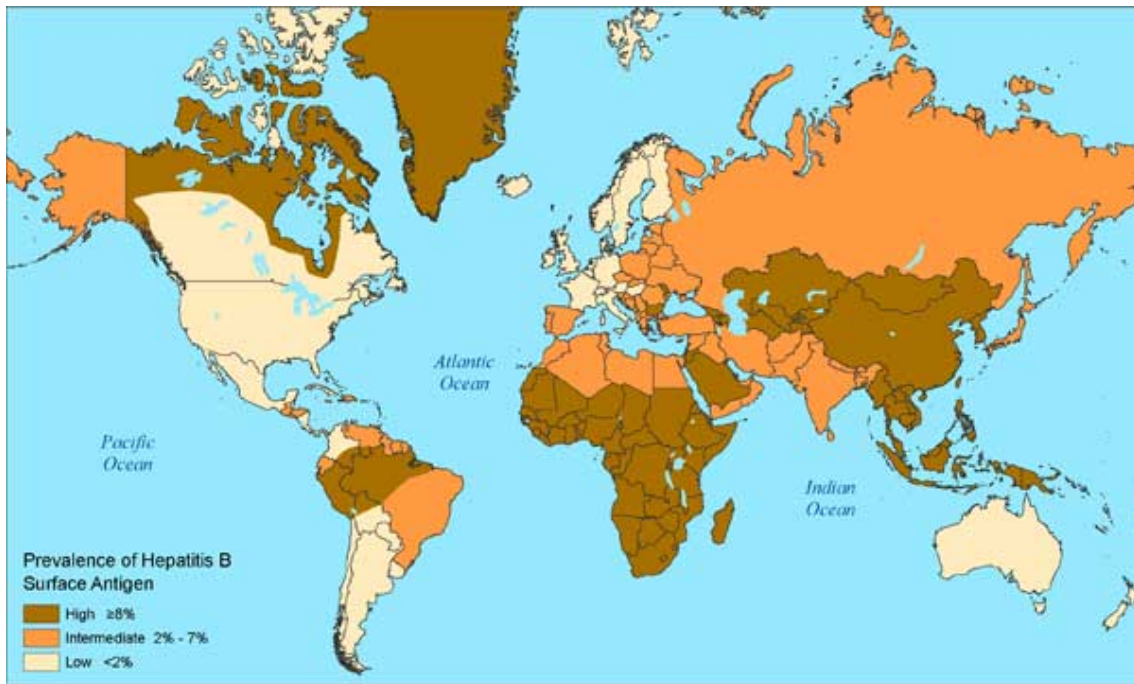 Atlantic
Ocean
Pacific
Ocean
Indian
Ocean
Prevalence of Hepatitis B
Surface Antigen
High ≥8%
Intermediate 2% - 7%
Low <2%